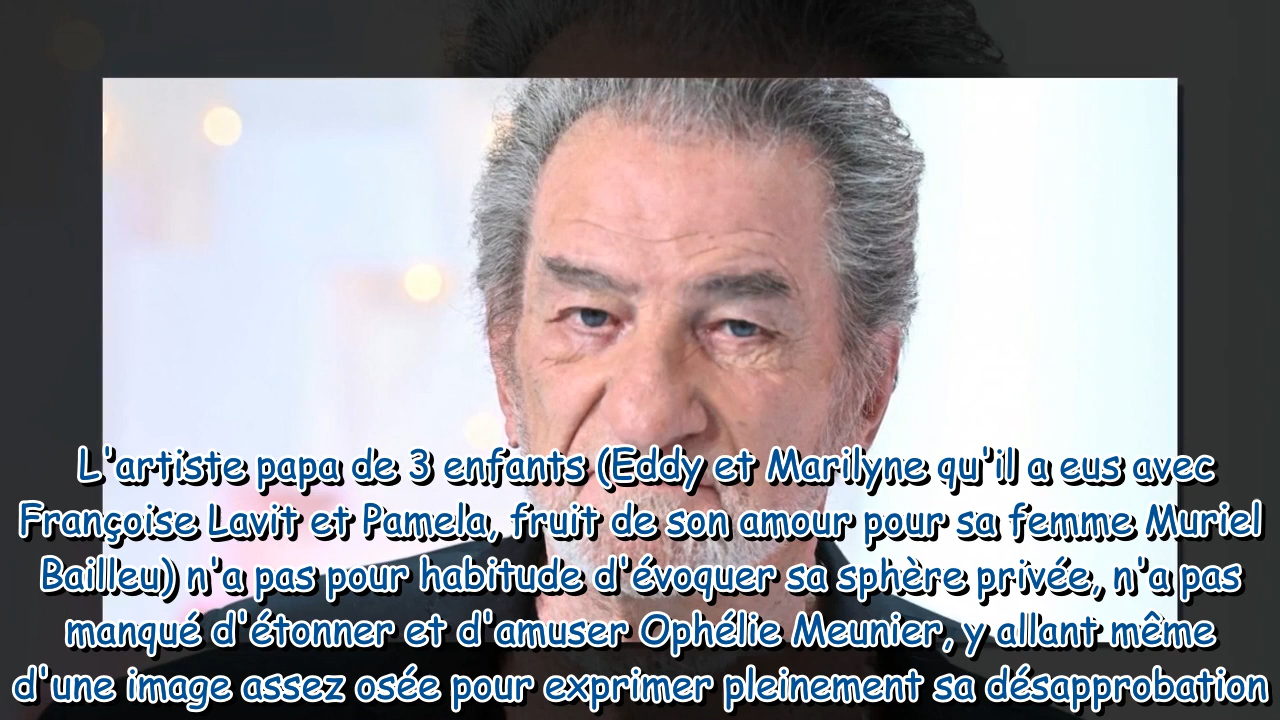 L'artiste papa de 3 enfants (Eddy et Marilyne qu'il a eus avec
Françoise Lavit et Pamela, fruit de son amour pour sa femme Muriel
Bailleu) n'a pas pour habitude d'évoquer sa sphère privée, n'a pas
manqué d'étonner et d'amuser Ophélie Meunier, y allant même
d'une image assez osée pour exprimer pleinement sa désapprobation